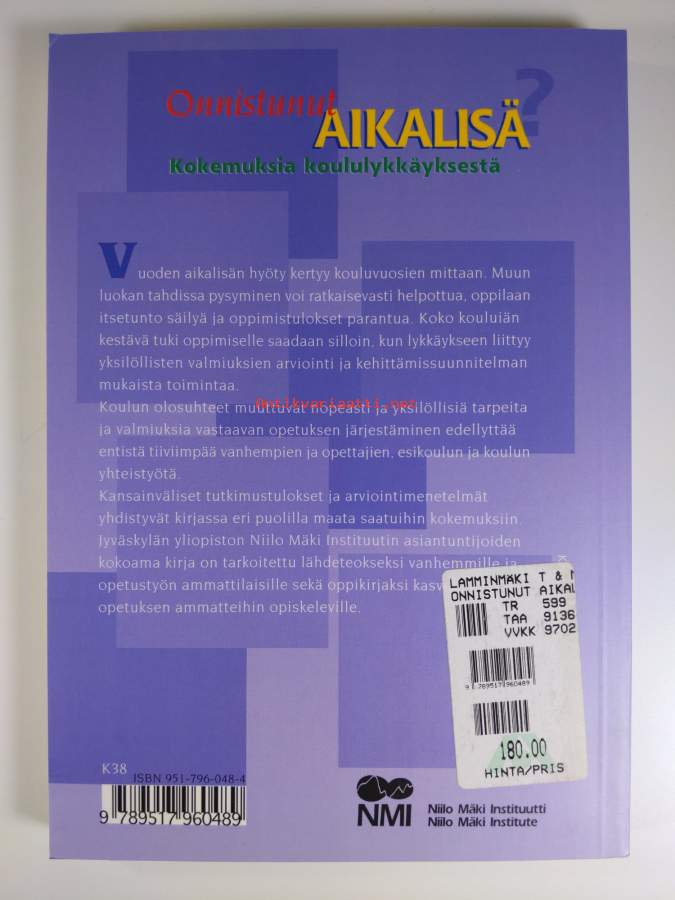 Onnistunut
AIKALISÄ?
Kokemuksia koululykkäyksestä
Vuoden aikalisän hyöty kertyy kouluvuosien mittaan. Muun
luokan tahdissa pysyminen voi ratkaisevasti helpottua, oppilaan
itsetunto säilyä ja oppimistulokset parantua. Koko kouluiän
kestävä tuki oppimiselle saadaan silloin, kun lykkäykseen liittyy
yksilöllisten valmiuksien arviointi ja kehittämissuunnitelman
mukaista toimintaa.
Antikvariaatti.net
Koulun olosuhteet muuttuvat nopeasti ja yksilöllisiä tarpeita
ja valmiuksia vastaavan opetuksen järjestäminen edellyttää
entistä tiiviimpää vanhempien ja opettajien, esikoulun ja koulun
yhteistyötä.
Kansainväliset tutkimustulokset ja arviointimenetelmät
yhdistyvät kirjassa eri puolilla maata saatuihin kokemuksiin.
Jyväskylän yliopiston Niilo Mäki Instituutin asiantuntijoiden
kokoama kirja on tarkoitettu lähdeteokseksi vanhemmille ja
opetustyön ammattilaisille sekä oppikirjaksi kasv
opetuksen ammatteihin opiskeleville.
LAMMINMÄKI T & M
ONNISTUNUT AIKAL
TR 599
TAA 9136
VVKK 9702
9 789517 960489
180.00
HINTA/PRIS
K38
ISBN 951-796-048-4
9 789517 960489
NMI
Niilo Mäki Instituutti
Niilo Mäki Institute